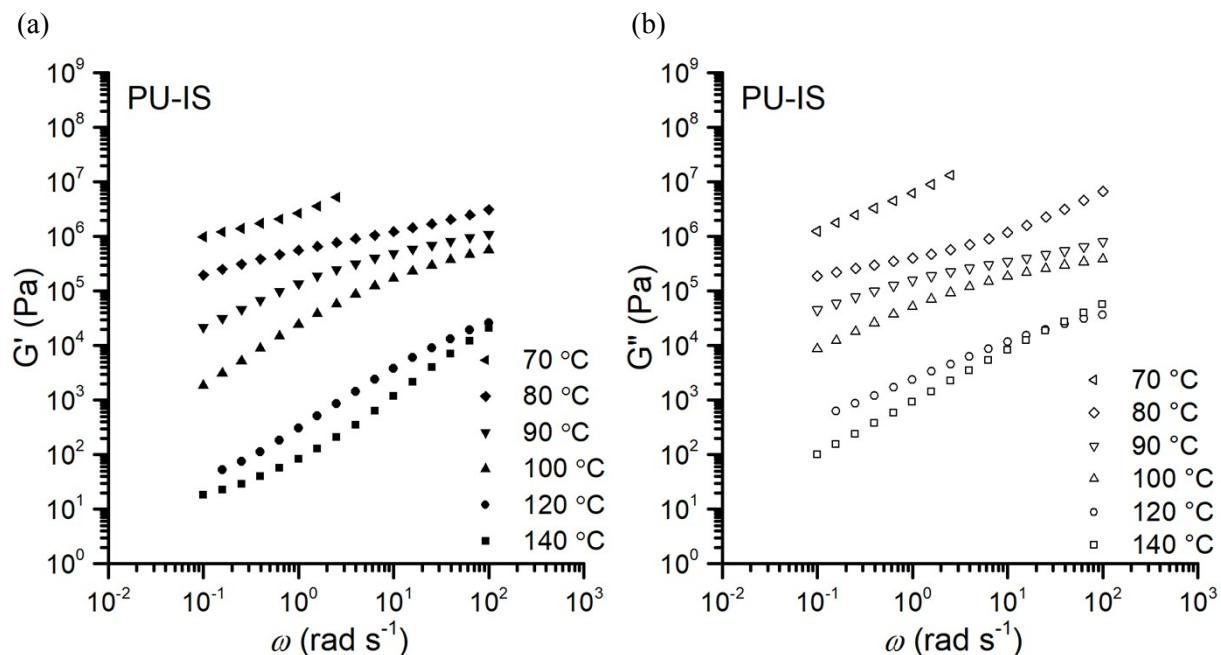 (a)
PU-IS
10⁹
10⁸
10⁷
10⁶
10⁵
10⁴
10³
10²
10¹
10⁰
G' (Pa)
70 °C
80 °C
90 °C
100 °C
120 °C
140 °C
10⁻² 10⁻¹ 10⁰ 10¹ 10² 10³
ω (rad s⁻¹)
(b)
PU-IS
10⁹
10⁸
10⁷
10⁶
10⁵
10⁴
10³
10²
10¹
10⁰
G" (Pa)
70 °C
80 °C
90 °C
100 °C
120 °C
140 °C
10⁻² 10⁻¹ 10⁰ 10¹ 10² 10³
ω (rad s⁻¹)